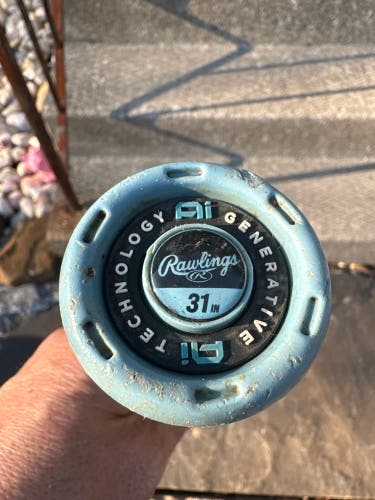 Ai GENERATIVE
Ai TECHNOLOGY
Rawlings
R
31 IN